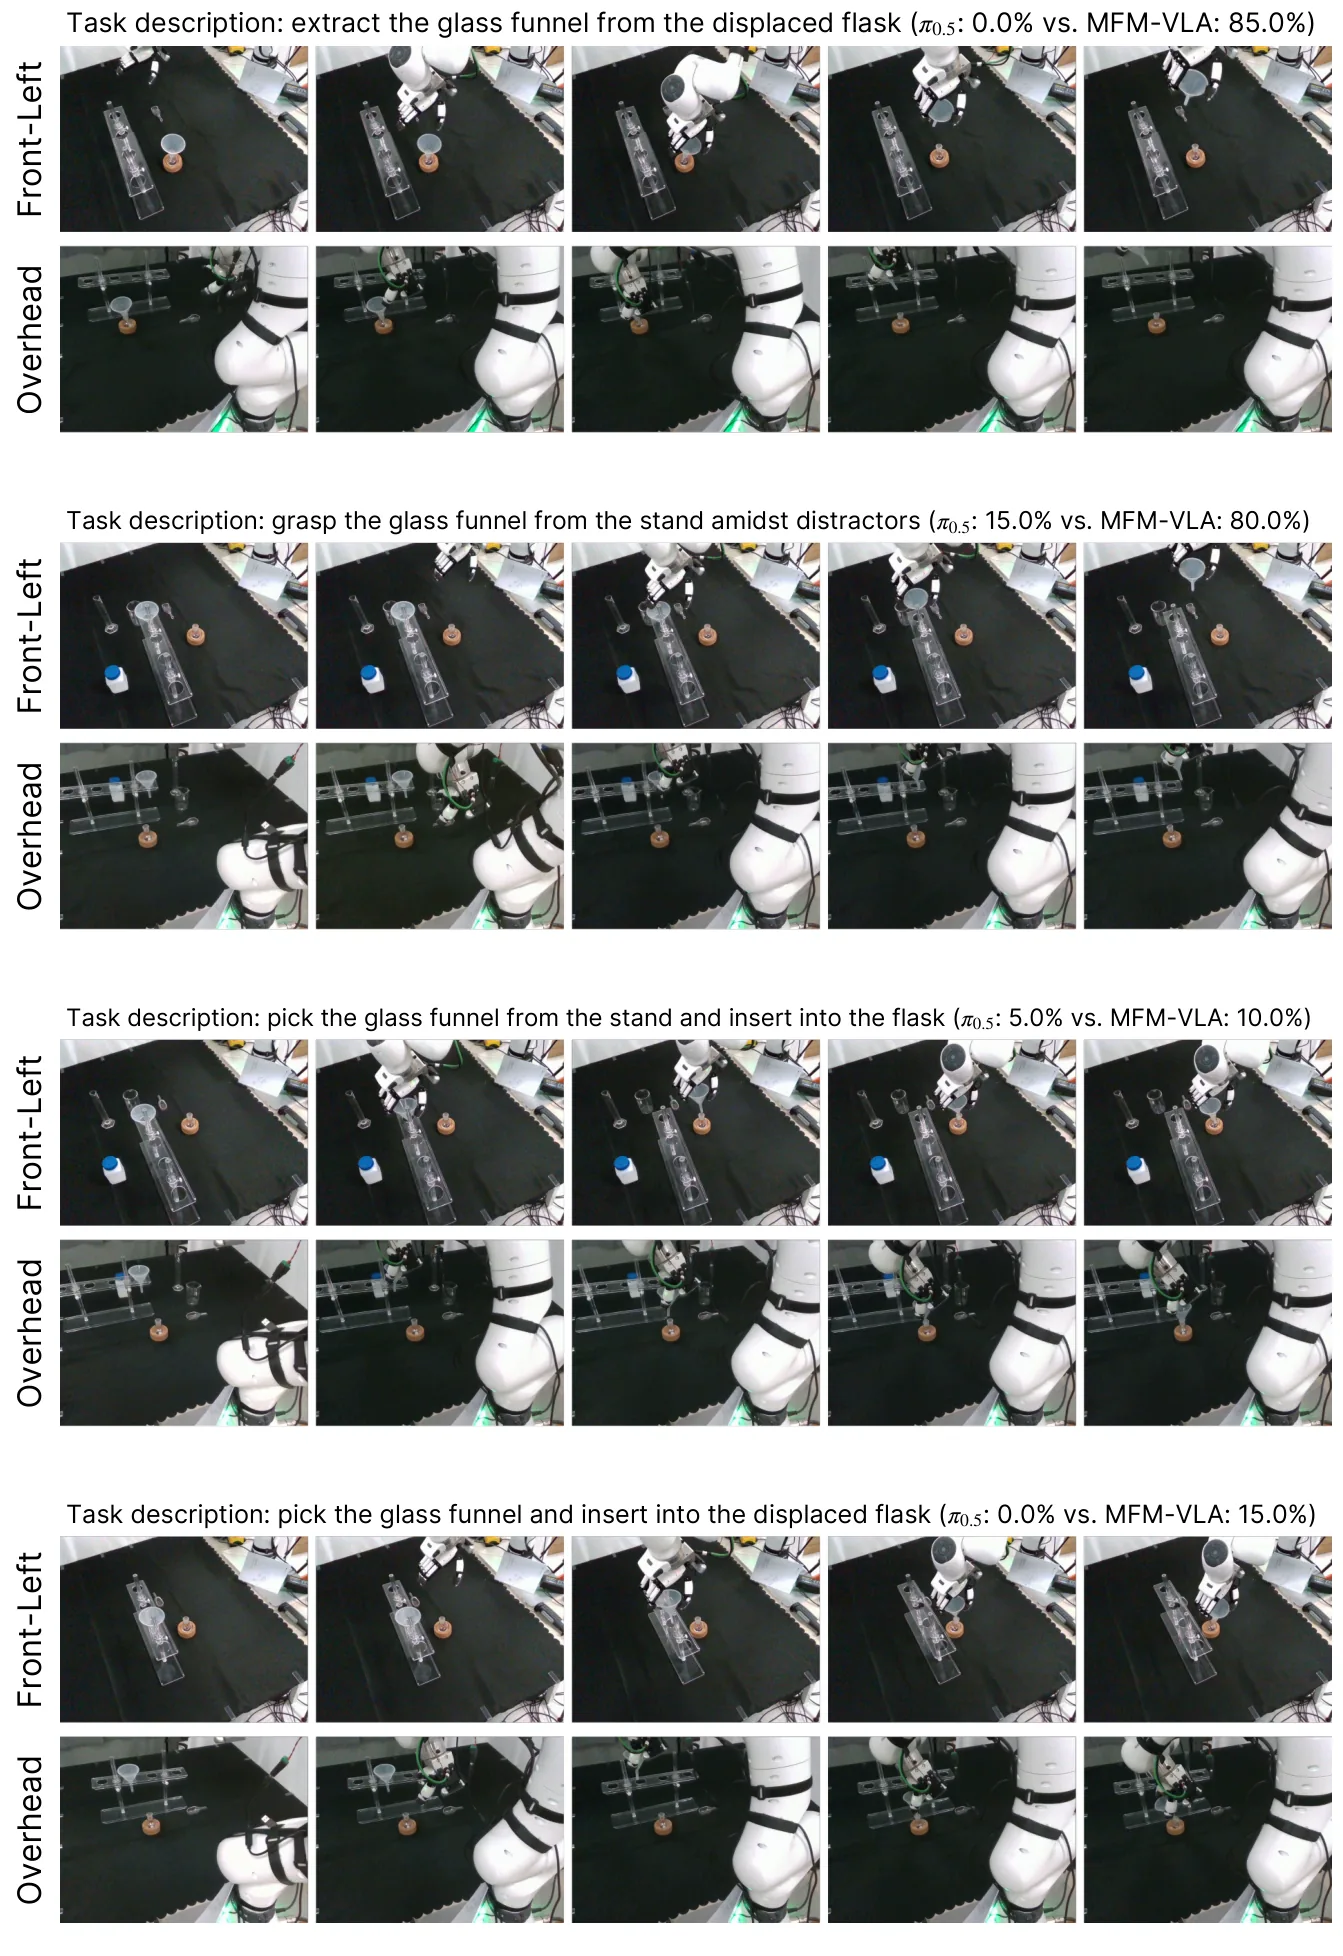 Task description: extract the glass funnel from the displaced flask (π0.5: 0.0% vs. MFM-VLA: 85.0%)
Front-Left
Overhead
Task description: grasp the glass funnel from the stand amidst distractors (π0.5: 15.0% vs. MFM-VLA: 80.0%)
Front-Left
Overhead
Task description: pick the glass funnel from the stand and insert into the flask (π0.5: 5.0% vs. MFM-VLA: 10.0%)
Front-Left
Overhead
Task description: pick the glass funnel and insert into the displaced flask (π0.5: 0.0% vs. MFM-VLA: 15.0%)
Front-Left
Overhead